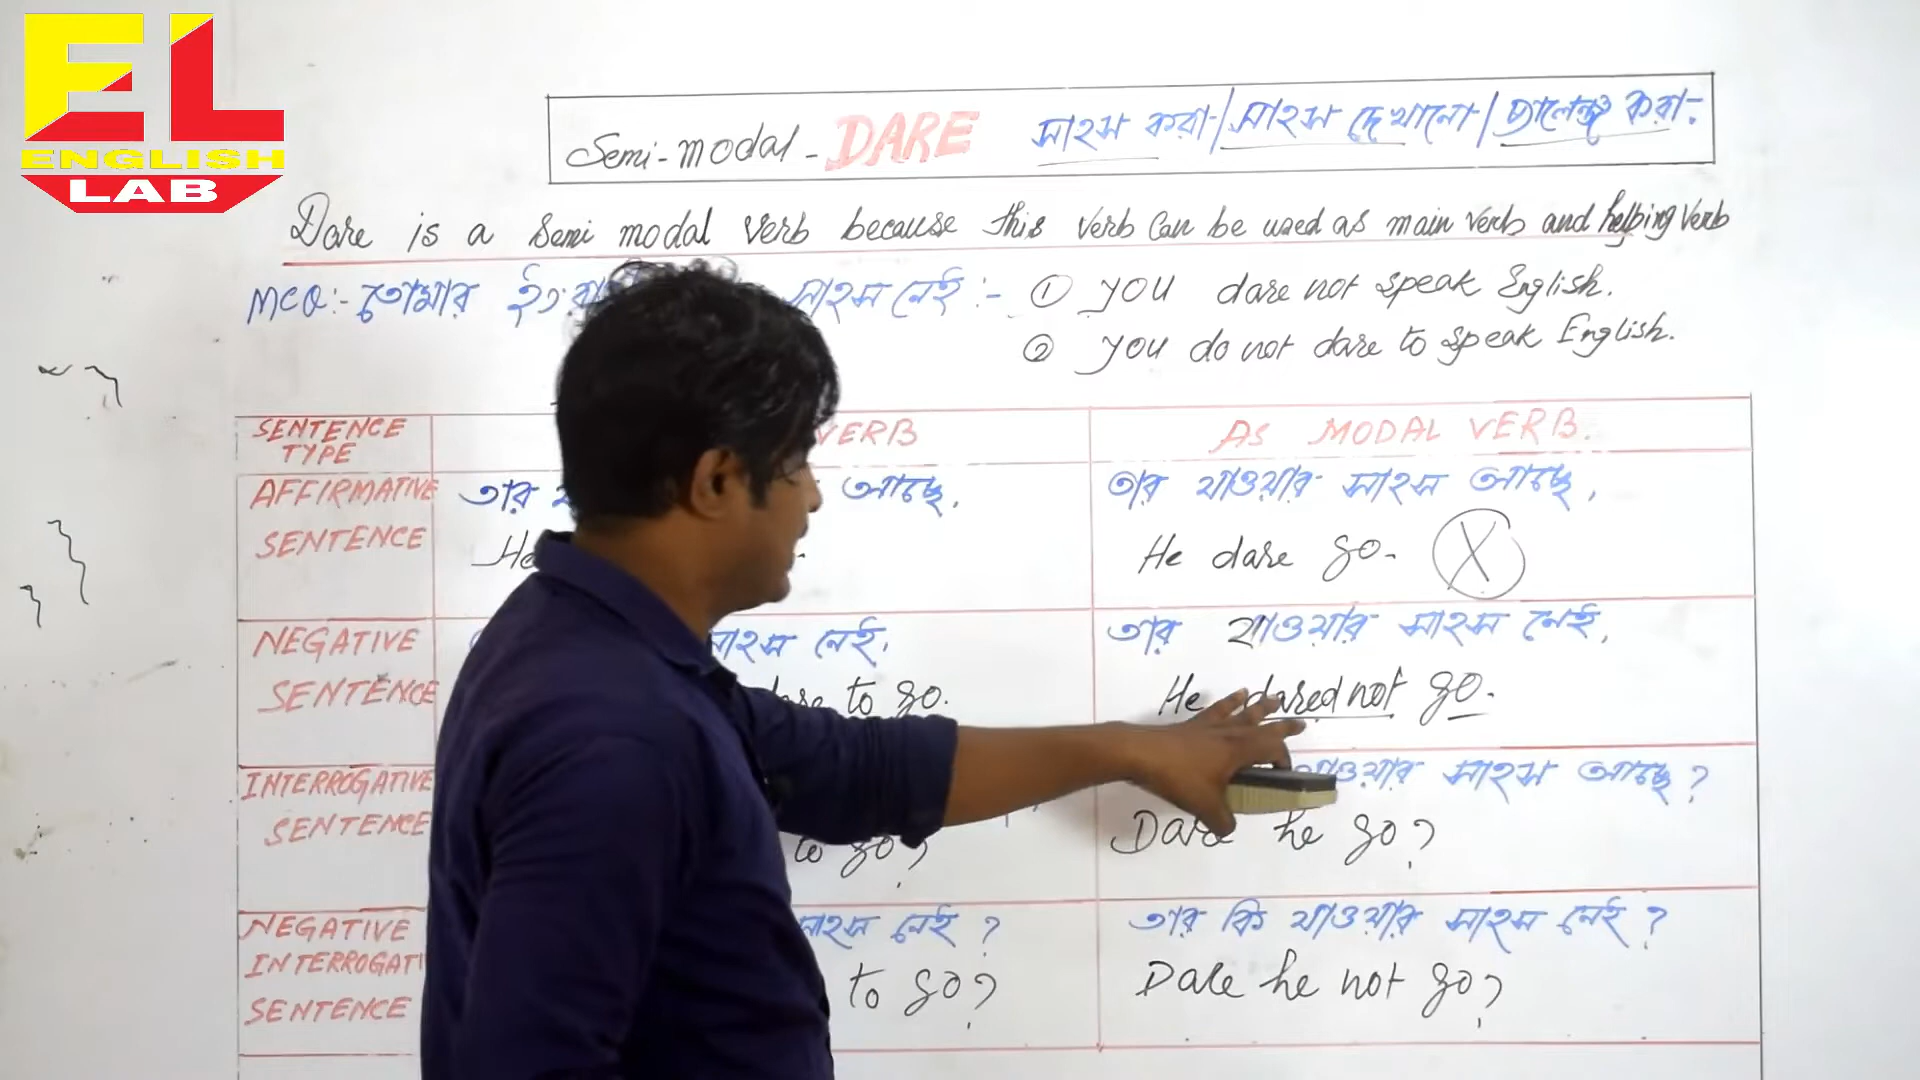 EL
ENGLISH
LAB
Semi-modal - DARE সাহস করা / সাহস দেখানো / চ্যালেঞ্জ করা:
Dare is a semi modal verb because this verb can be used as main verb and helping verb
MCQ:- তোমার সাহস নেই:- ① you dare not speak English.
② you do not dare to speak English.
SENTENCE TYPE VERB AS MODAL VERB.
AFFIRMATIVE SENTENCE
তার আছে.
He
তার যাওয়ার সাহস আছে.
He dare go. X
NEGATIVE SENTENCE
সাহস নেই.
to go.
তার যাওয়ার সাহস নেই.
He dared not go.
INTERROGATIVE SENTENCE
to go?
যাওয়ার সাহস আছে?
Dare he go?
NEGATIVE
SENTENCE
সাহস নেই?
to go?
তার কি যাওয়ার সাহস নেই?
Dare he not go?